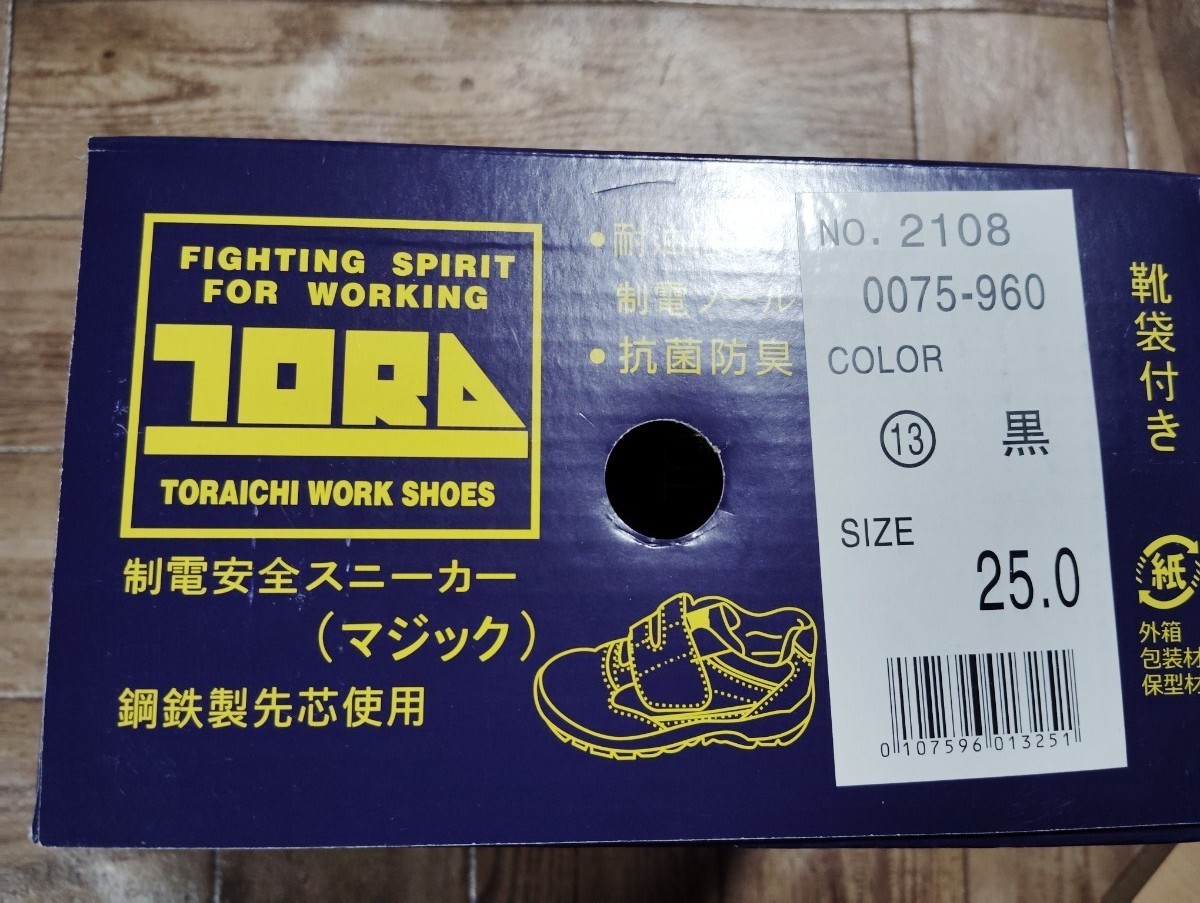 FIGHTING SPIRIT
FOR WORKING
TORA
TORAICHI WORK SHOES
制電安全スニーカー
(マジック)
鋼鉄製先芯使用
•耐油
制電ソール
•抗菌防臭
NO. 2108
0075-960
COLOR
⑬ 黒
SIZE
25.0
0 107596 013251
靴袋付き
紙
外箱
包装材
保型材